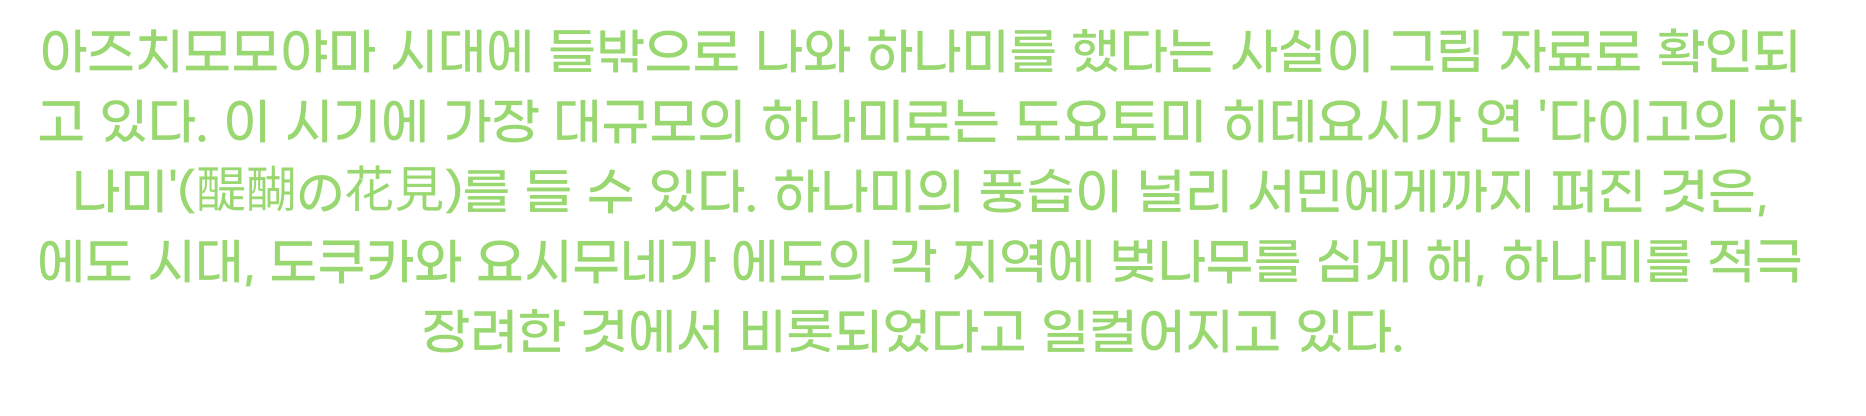 아즈치모모야마 시대에 들밖으로 나와 하나미를 했다는 사실이 그림 자료로 확인되
고 있다. 이 시기에 가장 대규모의 하나미로는 도요토미 히데요시가 연 '다이고의 하
나미'(醍醐の花見)를 들 수 있다. 하나미의 풍습이 널리 서민에게까지 퍼진 것은,
에도 시대, 도쿠카와 요시무네가 에도의 각 지역에 벚나무를 심게 해, 하나미를 적극
장려한 것에서 비롯되었다고 일컬어지고 있다.